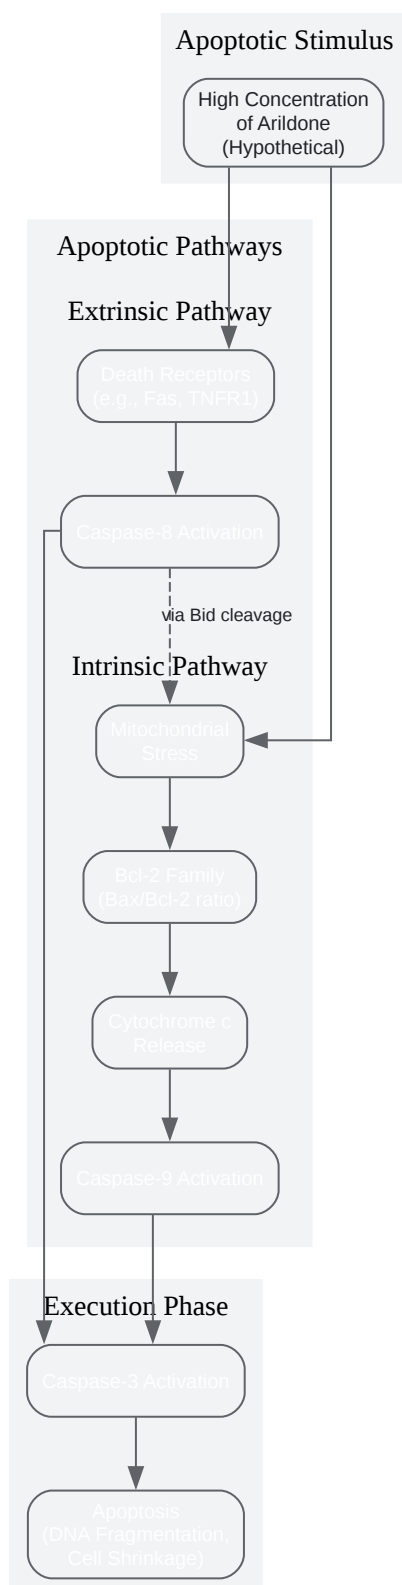 Apoptotic Stimulus
High Concentration
of Arildone
(Hypothetical)
Apoptotic Pathways
Extrinsic Pathway
Death Receptors
(e.g., Fas, TNFR1)
Caspase-8 Activation
via Bid cleavage
Intrinsic Pathway
Mitochondrial
Stress
Bcl-2 Family
(Bax/Bcl-2 ratio)
Cytochrome c
Release
Caspase-9 Activation
Execution Phase
Caspase-3 Activation
Apoptosis
(DNA Fragmentation,
Cell Shrinkage)